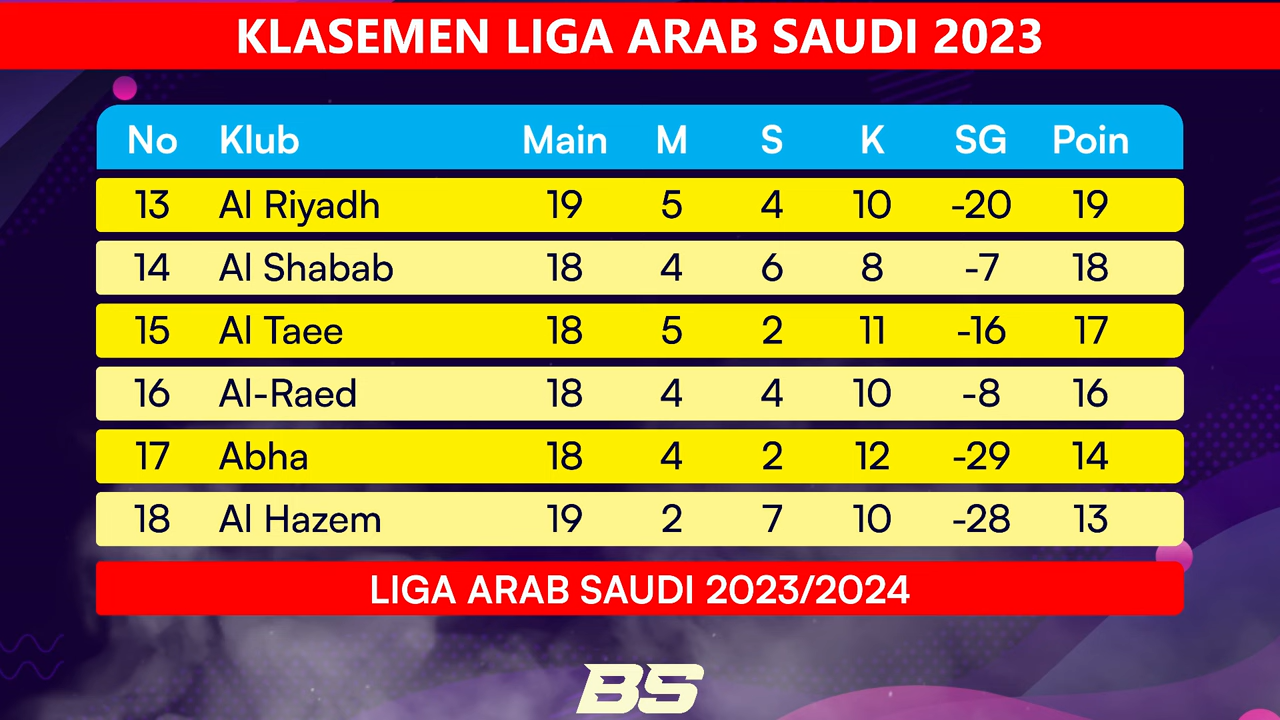 KLASEMEN LIGA ARAB SAUDI 2023
No Klub Main M S K SG Poin
13 Al Riyadh 19 5 4 10 -20 19
14 Al Shabab 18 4 6 8 -7 18
15 Al Taee 18 5 2 11 -16 17
16 Al-Raed 18 4 4 10 -8 16
17 Abha 18 4 2 12 -29 14
18 Al Hazem 19 2 7 10 -28 13
LIGA ARAB SAUDI 2023/2024
BS